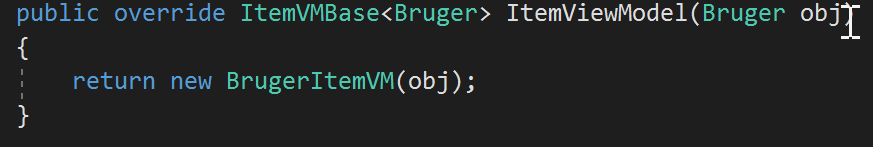 public override ItemVMBase<Bruger> ItemViewModel(Bruger obj)
{
return new BrugerItemVM(obj);
}